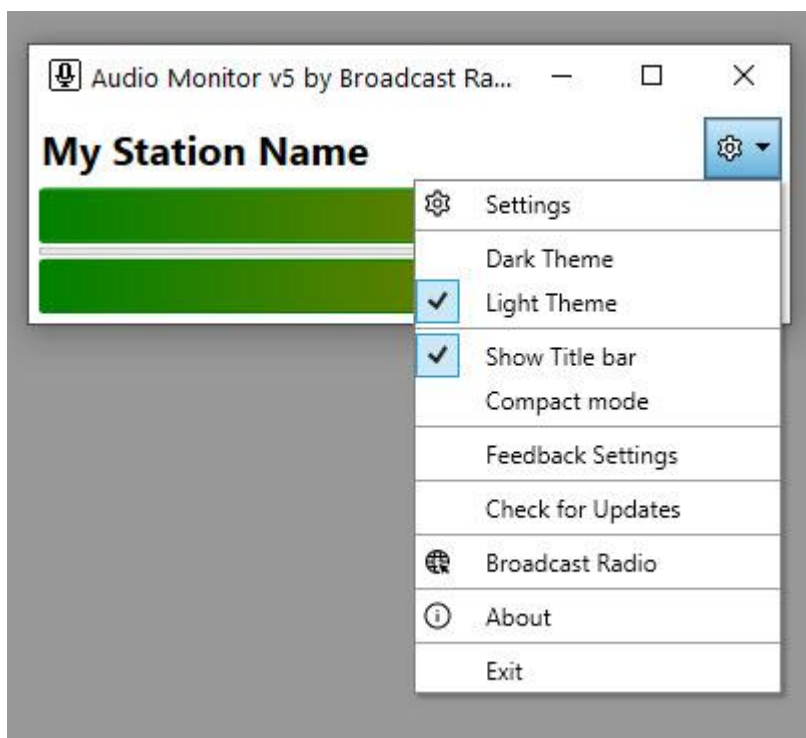 Audio Monitor v5 by Broadcast Ra...
My Station Name
Settings
Dark Theme
Light Theme
Show Title bar
Compact mode
Feedback Settings
Check for Updates
Broadcast Radio
About
Exit